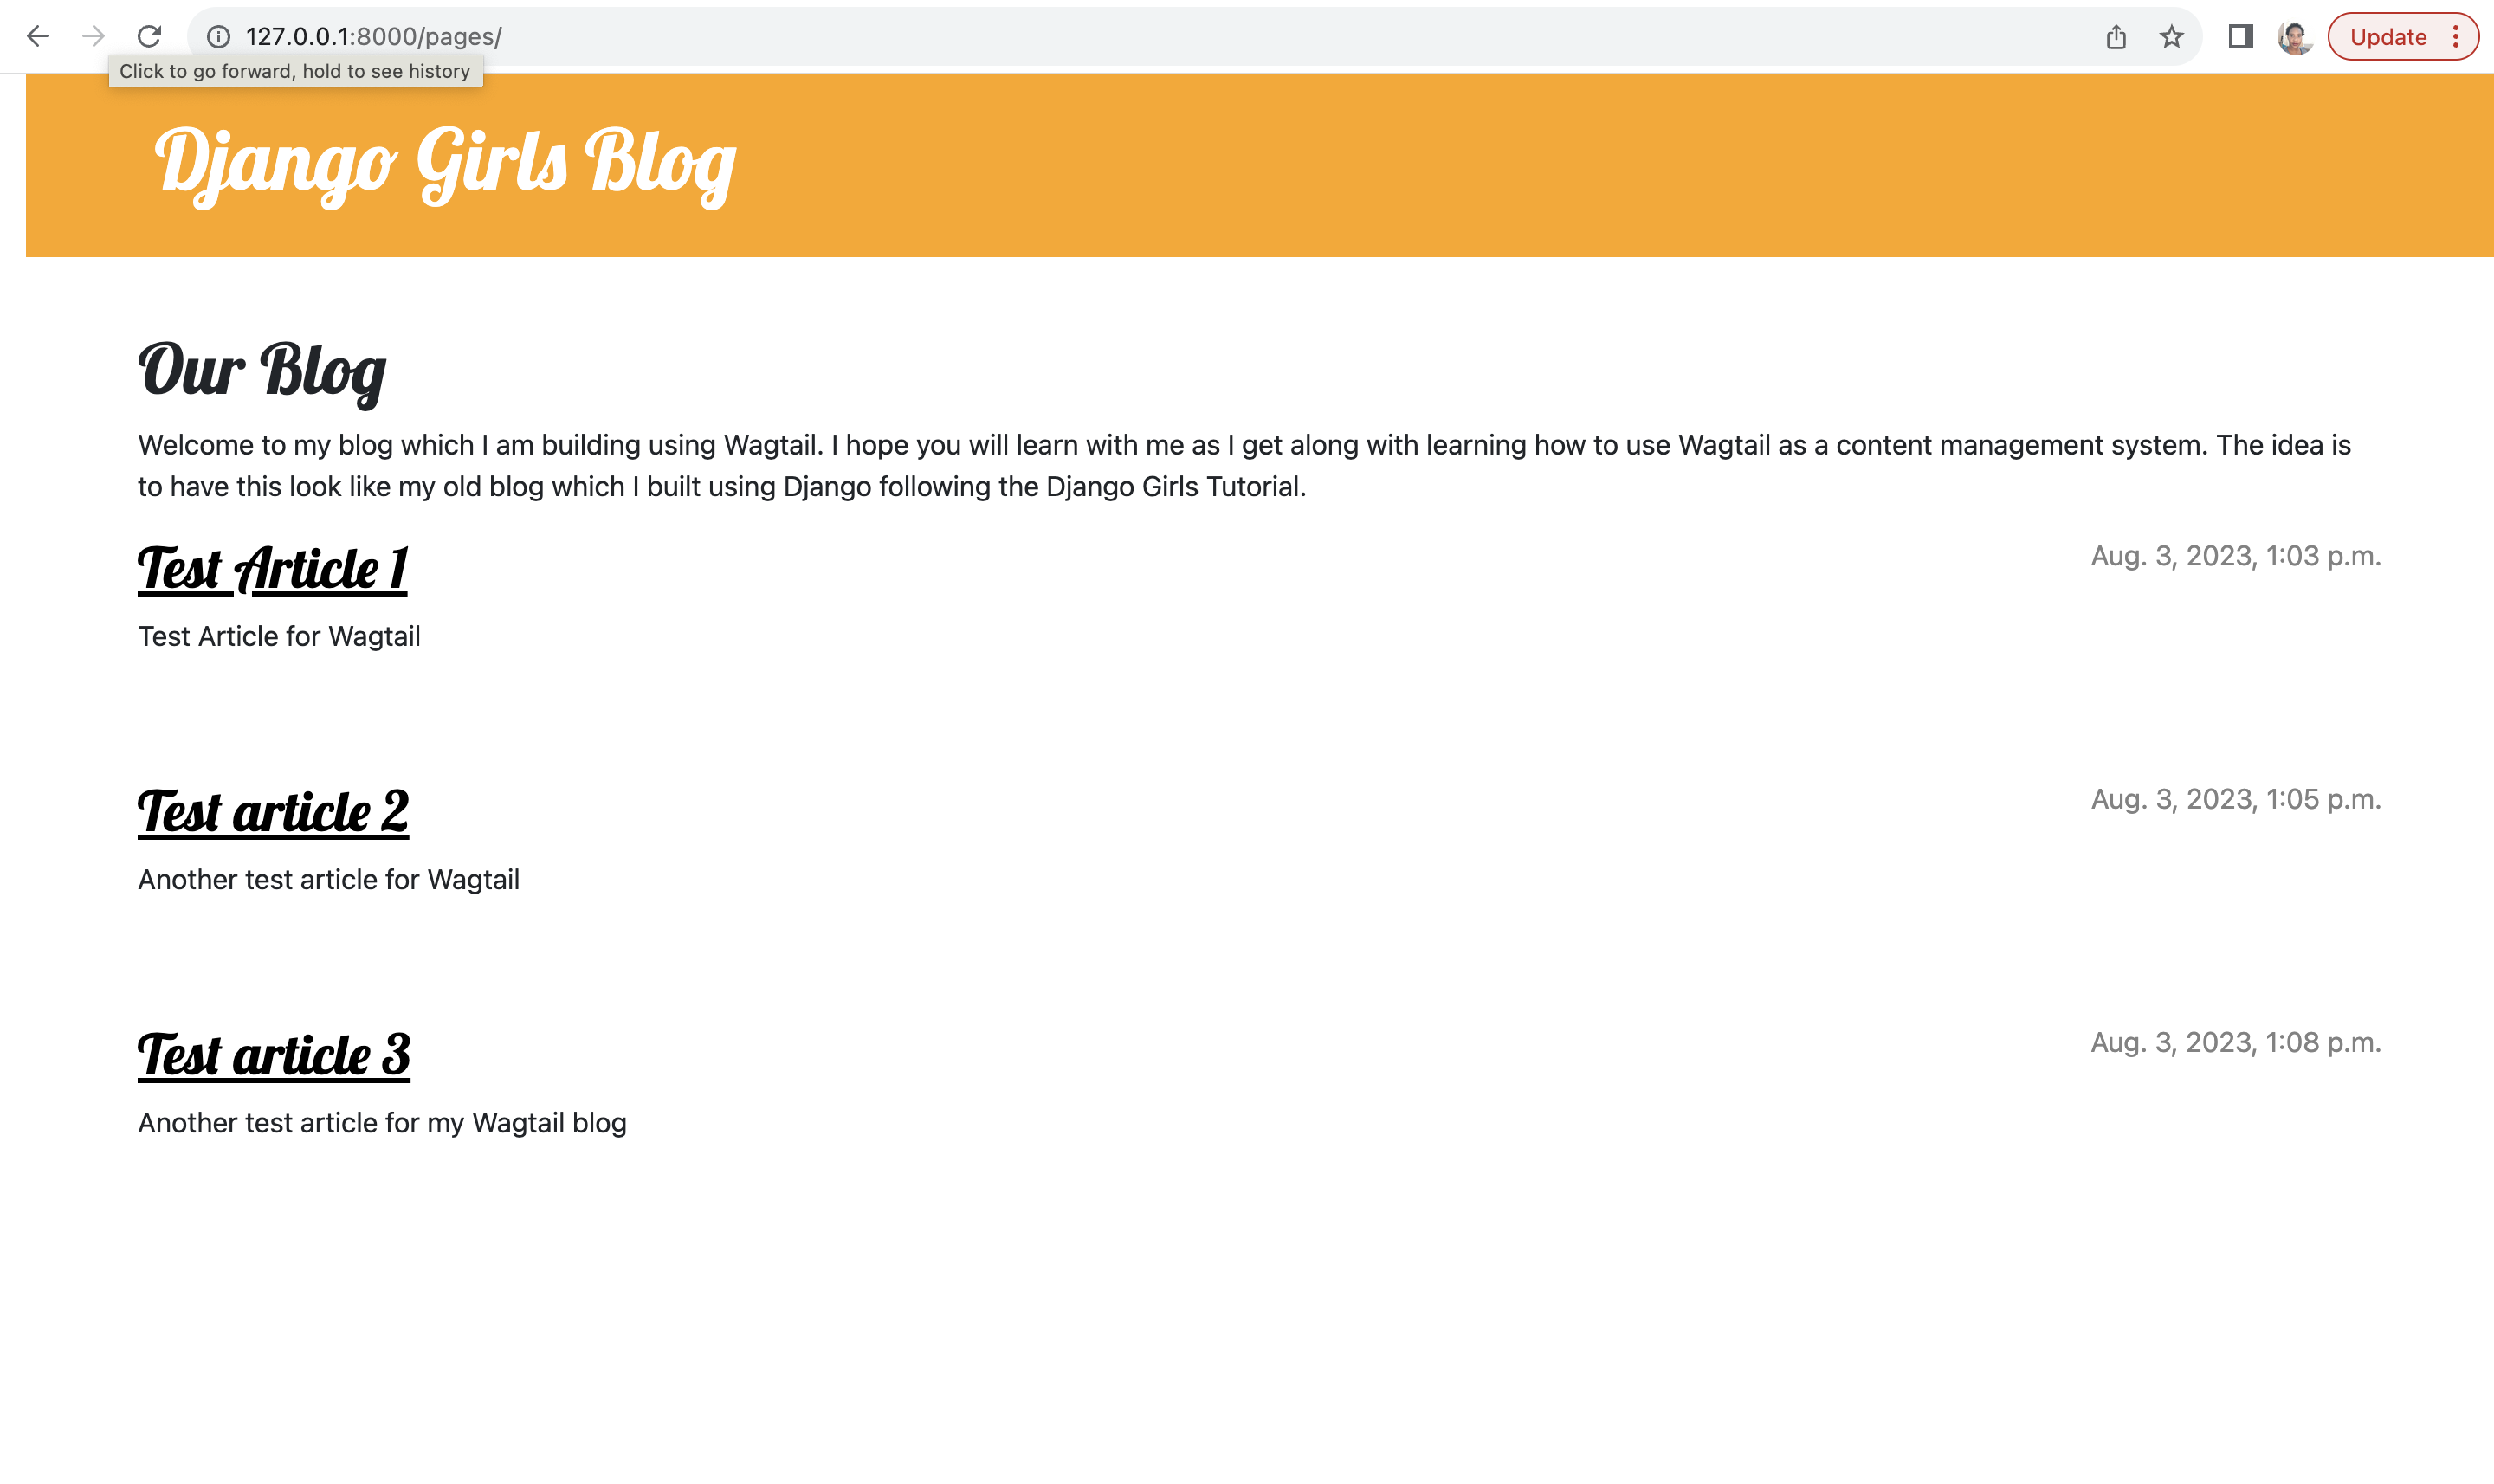 127.0.0.1:8000/pages/
Update
Click to go forward, hold to see history
Django Girls Blog
Our Blog
Welcome to my blog which I am building using Wagtail. I hope you will learn with me as I get along with learning how to use Wagtail as a content management system. The idea is
to have this look like my old blog which I built using Django following the Django Girls Tutorial.
Test Article 1
Aug. 3, 2023, 1:03 p.m.
Test Article for Wagtail
Test article 2
Aug. 3, 2023, 1:05 p.m.
Another test article for Wagtail
Test article 3
Aug. 3, 2023, 1:08 p.m.
Another test article for my Wagtail blog